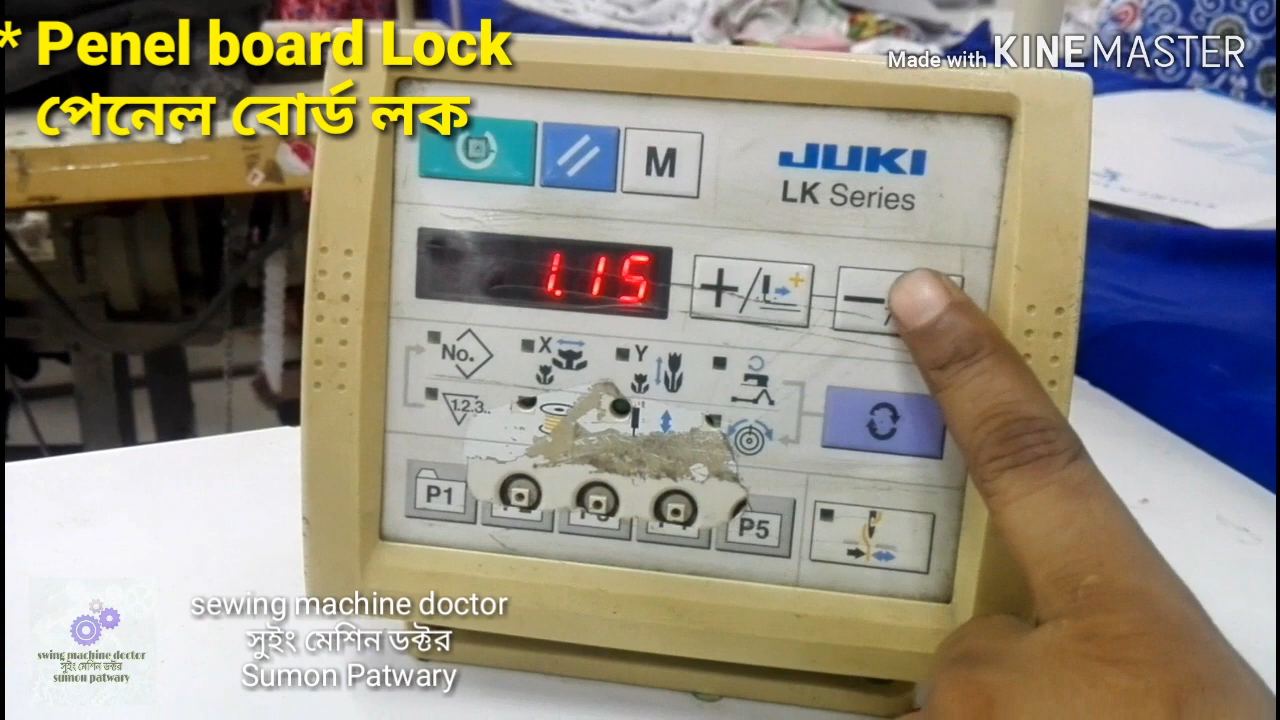 * Penel board Lock
পেনেল বোর্ড লক
Made with KINEMASTER
M
JUKI
LK Series
1.15
+/
No.
X
Y
1.2.3..
P1
P5
sewing machine doctor
সুইং মেশিন ডক্টর
Sumon Patwary
swing machine doctor
সুইং মেশিন ডক্টর
sumon patwary